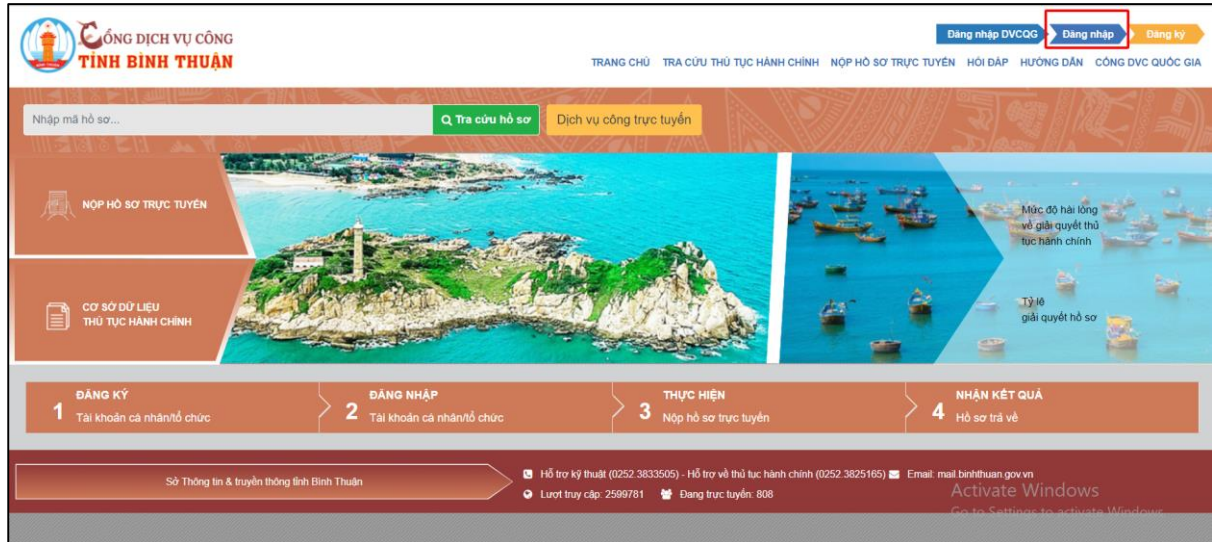 CỔNG DỊCH VỤ CÔNG
TỈNH BÌNH THUẬN
BÌNH THUẬN
Đăng nhập DVCQG
Đăng nhập
Đăng ký
TRANG CHỦ TRA CỨU THỦ TỤC HÀNH CHÍNH NỘP HỒ SƠ TRỰC TUYẾN HỎI ĐÁP HƯỚNG DẪN CỔNG DVC QUỐC GIA
Nhập mã hồ sơ...
Tra cứu hồ sơ
Dịch vụ công trực tuyến
NỘP HỒ SƠ TRỰC TUYẾN
CƠ SỞ DỮ LIỆU
THỦ TỤC HÀNH CHÍNH
Mức độ hài lòng
về giải quyết thủ
tục hành chính
Tỷ lệ
giải quyết hồ sơ
1 ĐĂNG KÝ
Tài khoản cá nhân/tổ chức
2 ĐĂNG NHẬP
Tài khoản cá nhân/tổ chức
3 THỰC HIỆN
Nộp hồ sơ trực tuyến
4 NHẬN KẾT QUẢ
Hồ sơ trả về
Sở Thông tin & truyền thông tỉnh Bình Thuận
Hỗ trợ kỹ thuật (0252.3833505) - Hỗ trợ về thủ tục hành chính (0252.3825165) Email: mail.binhthuan.gov.vn
Lượt truy cập: 2599781 Đang trực tuyến: 808
Activate Windows
Go to Settings to activate Windows.